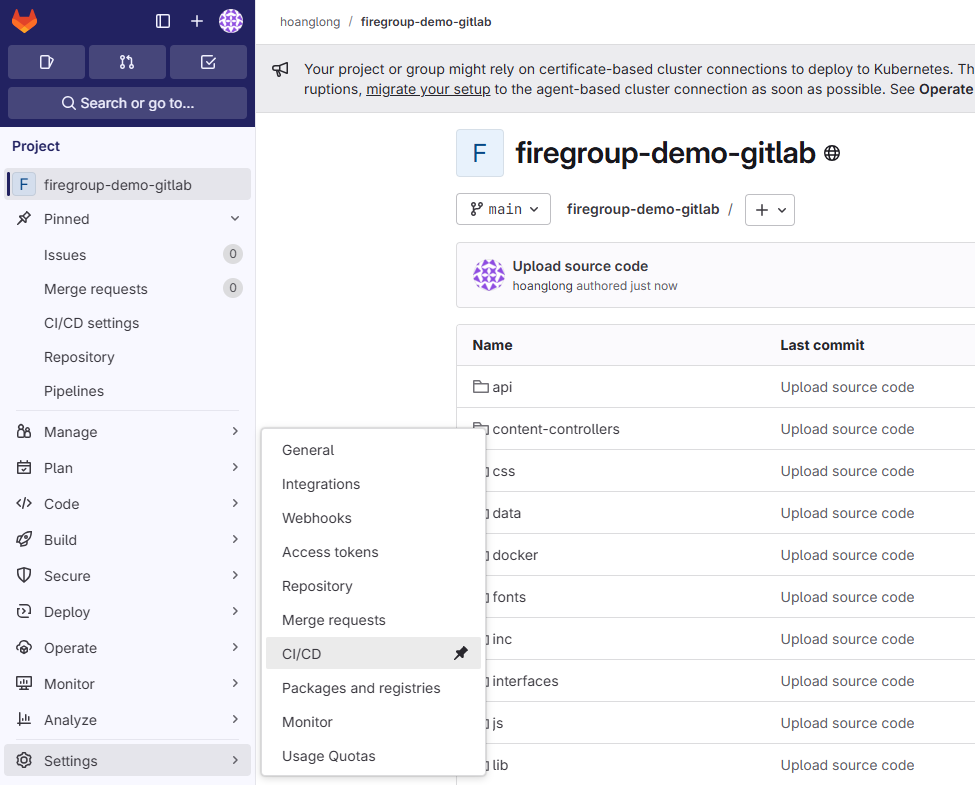 hoanglong / firegroup-demo-gitlab
Search or go to...
Project
F firegroup-demo-gitlab
Pinned
Issues 0
Merge requests 0
CI/CD settings
Repository
Pipelines
Manage
Plan
Code
Build
Secure
Deploy
Operate
Monitor
Analyze
Settings
General
Integrations
Webhooks
Access tokens
Repository
Merge requests
CI/CD
Packages and registries
Monitor
Usage Quotas
Your project or group might rely on certificate-based cluster connections to deploy to Kubernetes. Th
ruptions, migrate your setup to the agent-based cluster connection as soon as possible. See Operate
F firegroup-demo-gitlab
main firegroup-demo-gitlab / +
Upload source code
hoanglong authored just now
Name Last commit
api Upload source code
content-controllers Upload source code
css Upload source code
data Upload source code
docker Upload source code
fonts Upload source code
inc Upload source code
interfaces Upload source code
js Upload source code
lib Upload source code